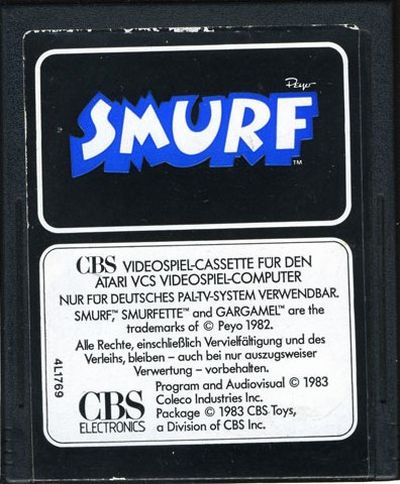 Peyo
SMURF
TM
CBS VIDEOSPIEL-CASSETTE FÜR DEN
ATARI VCS VIDEOSPIEL-COMPUTER
NUR FÜR DEUTSCHES PAL-TV-SYSTEM VERWENDBAR.
SMURF,™ SMURFETTE™ and GARGAMEL™ are the
trademarks of © Peyo 1982.
Alle Rechte, einschließlich Vervielfältigung und des
Verleihs, bleiben – auch bei nur auszugsweiser
Verwertung – vorbehalten.
Program and Audiovisual © 1983
Coleco Industries Inc.
Package © 1983 CBS Toys,
a Division of CBS Inc.
CBS
ELECTRONICS
4L1769